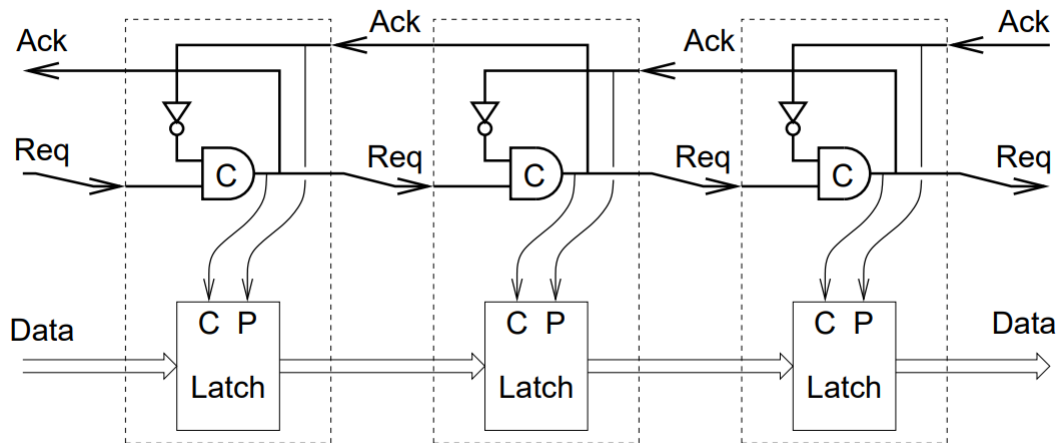 Ack Ack Ack Ack
Req C Req C Req C Req
C P C P C P
Data Latch Latch Latch Data